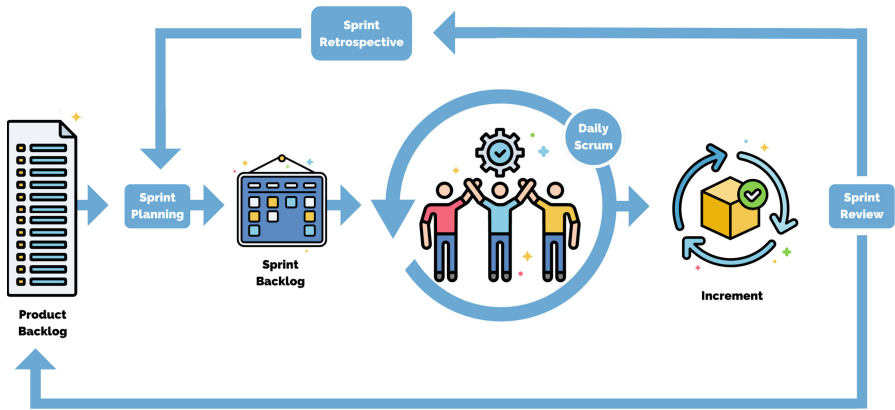 Sprint
Retrospective
Daily
Scrum
Sprint
Planning
Sprint
Review
Sprint
Backlog
Increment
Product
Backlog